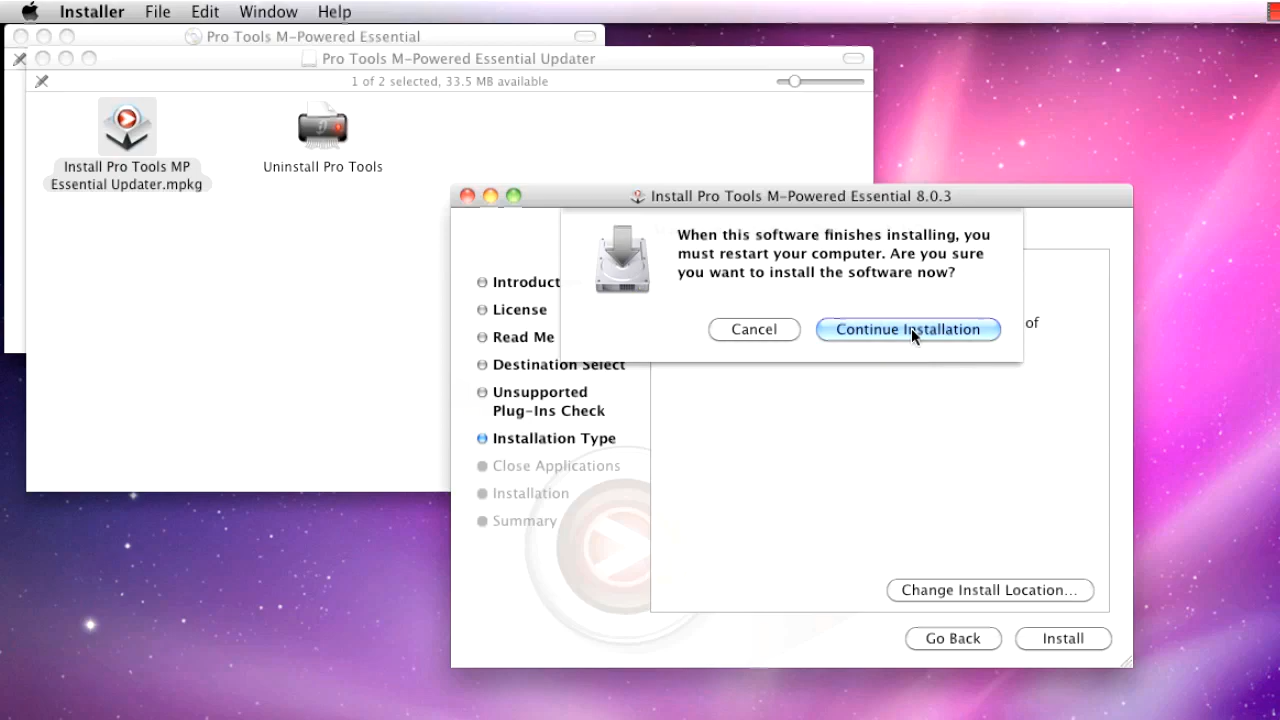 Installer File Edit Window Help
Pro Tools M-Powered Essential
Pro Tools M-Powered Essential Updater
1 of 2 selected, 33.5 MB available
Install Pro Tools MP
Essential Updater.mpkg
Uninstall Pro Tools
Install Pro Tools M-Powered Essential 8.0.3
When this software finishes installing, you
must restart your computer. Are you sure
you want to install the software now?
Cancel Continue Installation
of
Introduct
License
Read Me
Destination Select
Unsupported
Plug-Ins Check
Installation Type
Close Applications
Installation
Summary
Change Install Location...
Go Back Install